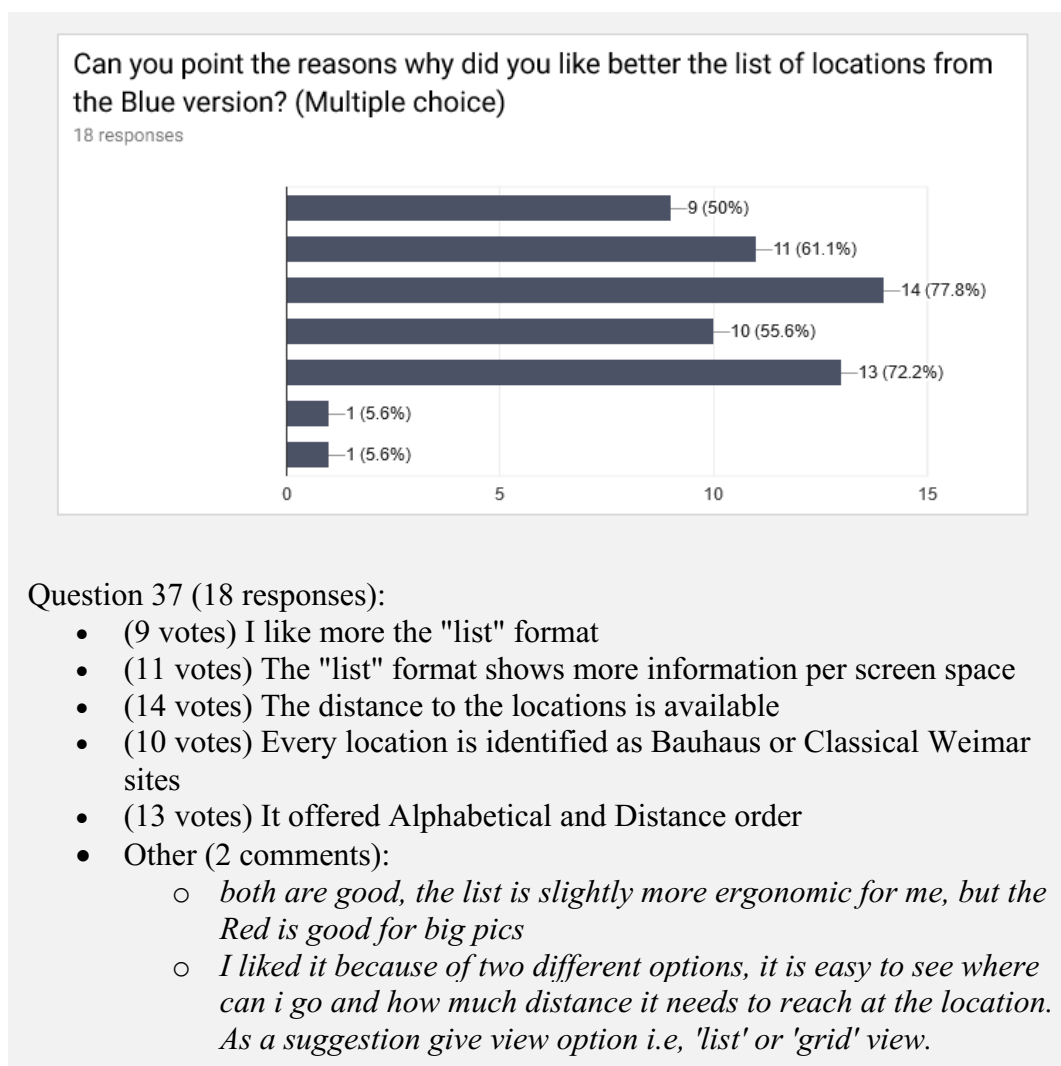 Can you point the reasons why did you like better the list of locations from
the Blue version? (Multiple choice)
18 responses
9 (50%)
11 (61.1%)
14 (77.8%)
10 (55.6%)
13 (72.2%)
1 (5.6%)
1 (5.6%)
0 5 10 15
Question 37 (18 responses):
• (9 votes) I like more the "list" format
• (11 votes) The "list" format shows more information per screen space
• (14 votes) The distance to the locations is available
• (10 votes) Every location is identified as Bauhaus or Classical Weimar
sites
• (13 votes) It offered Alphabetical and Distance order
• Other (2 comments):
o both are good, the list is slightly more ergonomic for me, but the
Red is good for big pics
o I liked it because of two different options, it is easy to see where
can i go and how much distance it needs to reach at the location.
As a suggestion give view option i.e, 'list' or 'grid' view.